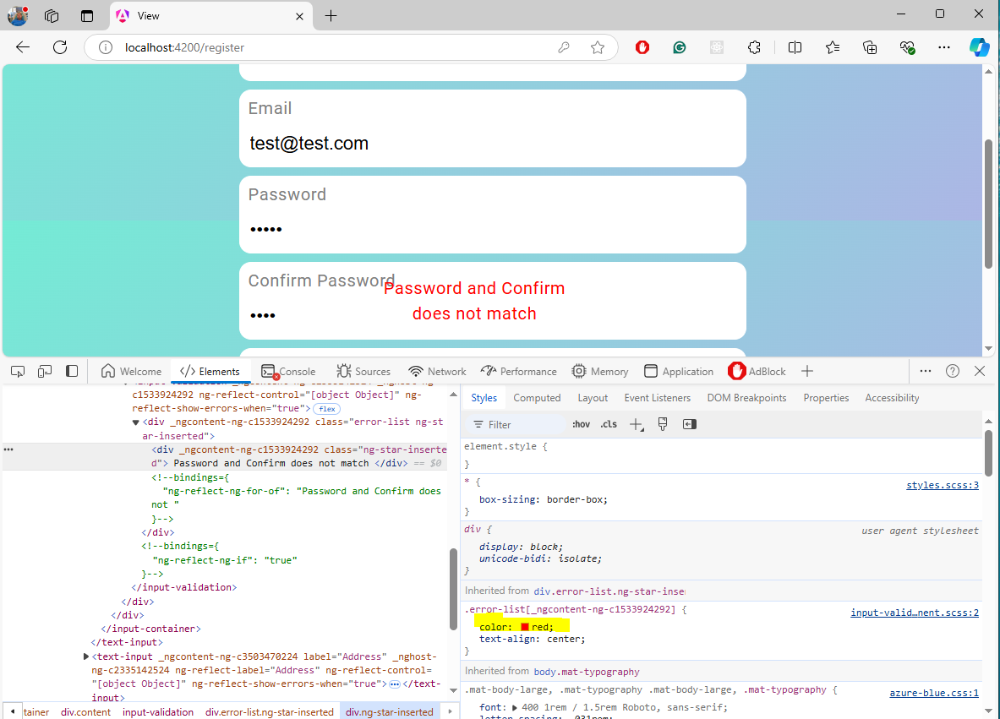 View
localhost:4200/register
Email
test@test.com
Password
•••••
Confirm Password
Password and Confirm
does not match
••••
Welcome
</> Elements
Console
Sources
Network
Performance
Memory
Application
AdBlock
c1533924292 ng-reflect-control="[object Object]" ng-
reflect-show-errors-when="true"> flex
▼<div _ngcontent-ng-c1533924292 class="error-list ng-st
ar-inserted">
<div _ngcontent-ng-c1533924292 class="ng-star-inserte
d"> Password and Confirm does not match </div> == $0
<!--bindings={
"ng-reflect-ng-for-of": "Password and Confirm does
not "
}-->
</div>
<!--bindings={
"ng-reflect-ng-if": "true"
}-->
</input-validation>
</div>
</div>
</input-container>
</text-input>
▶<text-input _ngcontent-ng-c3503470224 label="Address" _nghost-
ng-c2335142524 ng-reflect-label="Address" ng-reflect-control=
"[object Object]" ng-reflect-show-errors-when="true">…</text-
input>
tainer div.content input-validation div.error-list.ng-star-inserted div.ng-star-inserted
Styles Computed Layout Event Listeners DOM Breakpoints Properties Accessibility
Filter :hov .cls
element.style {
}
* { styles.scss:3
box-sizing: border-box;
}
div { user agent stylesheet
display: block;
unicode-bidi: isolate;
}
Inherited from div.error-list.ng-star-inse
.error-list[_ngcontent-ng-c1533924292] { input-valid…nent.scss:2
color: red;
text-align: center;
}
Inherited from body.mat-typography
.mat-body-large, .mat-typography .mat-body-large, .mat-typography { azure-blue.css:1
font: ▶ 400 1rem / 1.5rem Roboto, sans-serif;
letter-spacing: .031rem;